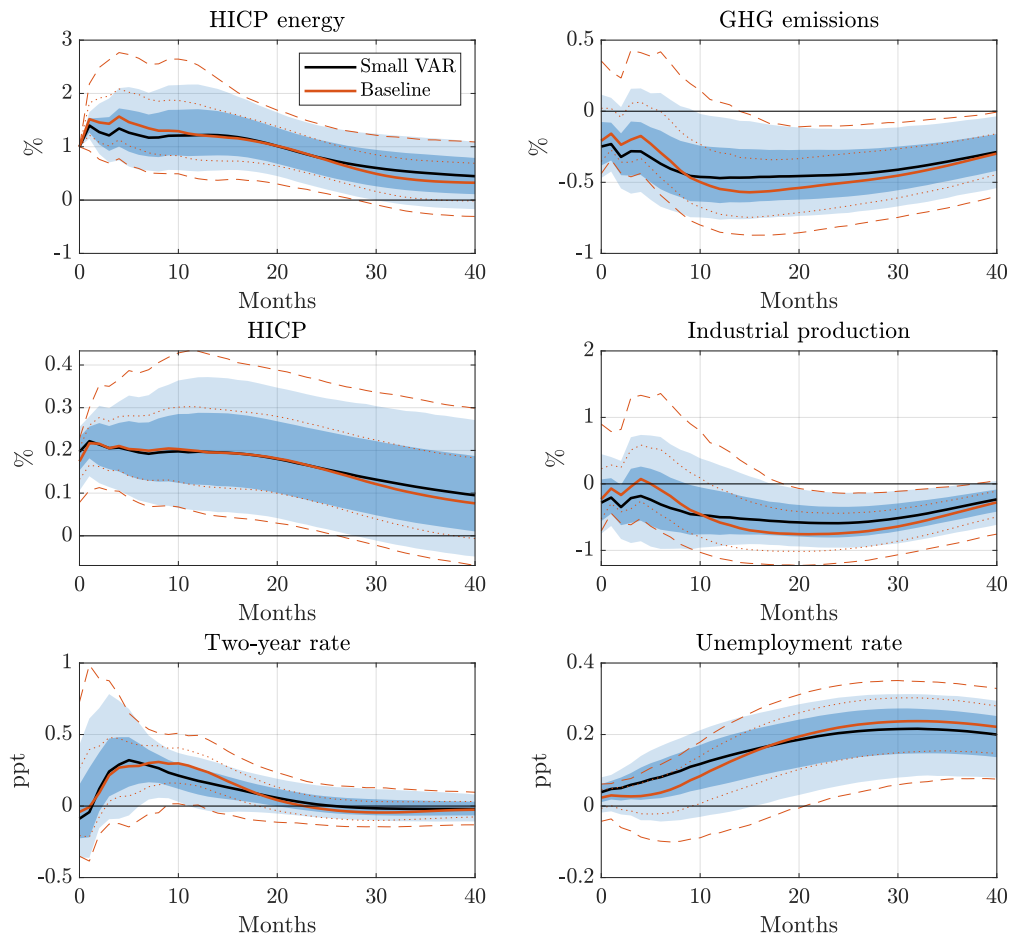 HICP energy
3
2
1
0
-1
%
0 10 20 30 40
Months
Small VAR
Baseline
GHG emissions
0.5
0
-0.5
-1
%
0 10 20 30 40
Months
HICP
0.4
0.3
0.2
0.1
0
%
0 10 20 30 40
Months
Industrial production
2
1
0
-1
%
0 10 20 30 40
Months
Two-year rate
1
0.5
0
-0.5
ppt
0 10 20 30 40
Months
Unemployment rate
0.4
0.2
0
-0.2
ppt
0 10 20 30 40
Months